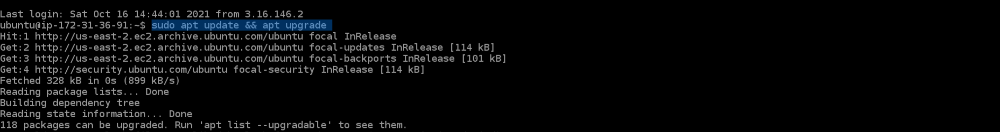 Last login: Sat Oct 16 14:44:01 2021 from 3.16.146.2
ubuntu@ip-172-31-36-91:~$ sudo apt update && apt upgrade
Hit:1 http://us-east-2.ec2.archive.ubuntu.com/ubuntu focal InRelease
Get:2 http://us-east-2.ec2.archive.ubuntu.com/ubuntu focal-updates InRelease [114 kB]
Get:3 http://us-east-2.ec2.archive.ubuntu.com/ubuntu focal-backports InRelease [101 kB]
Get:4 http://security.ubuntu.com/ubuntu focal-security InRelease [114 kB]
Fetched 328 kB in 0s (899 kB/s)
Reading package lists... Done
Building dependency tree
Reading state information... Done
118 packages can be upgraded. Run 'apt list --upgradable' to see them.